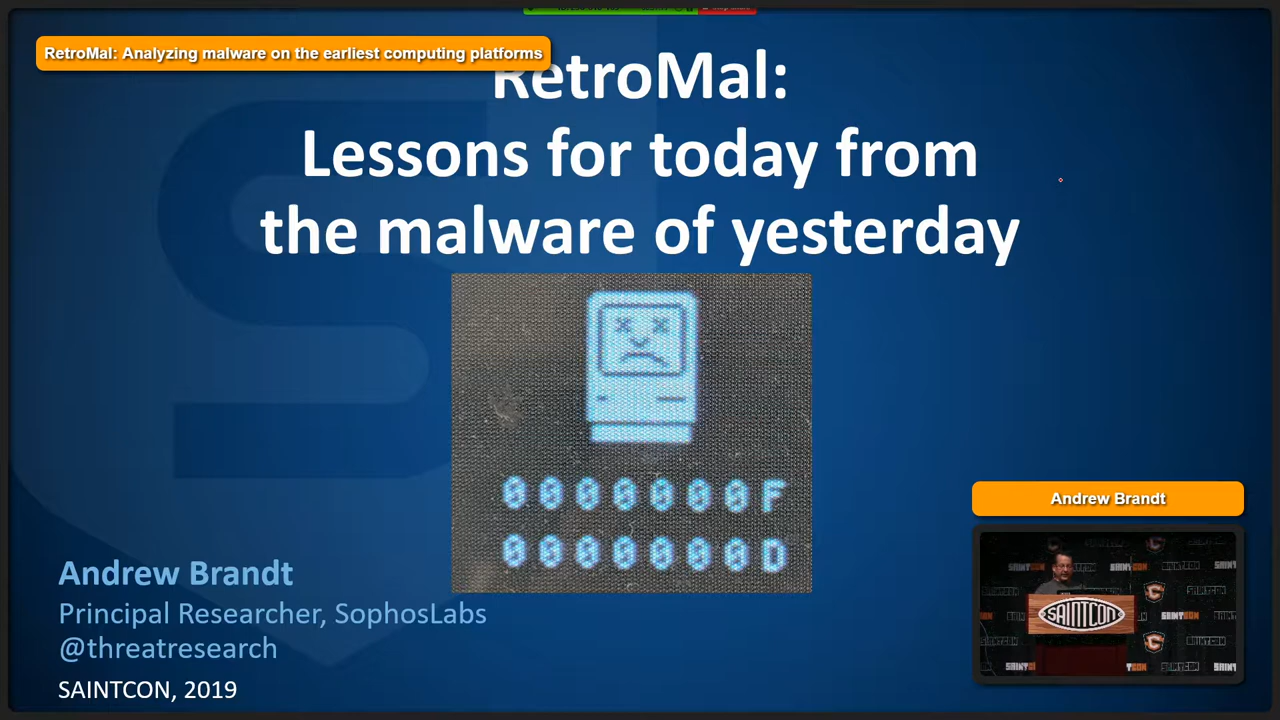 RetroMal: Analyzing malware on the earliest computing platforms
RetroMal:
Lessons for today from
the malware of yesterday
0000000F
0000000D
Andrew Brandt
Principal Researcher, SophosLabs
@threatresearch
SAINTCON, 2019
Andrew Brandt
SAINTCON